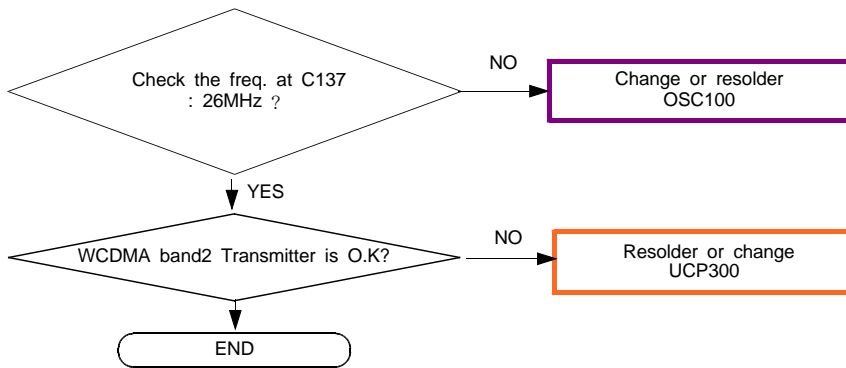 Check the freq. at C137
: 26MHz ?
NO
Change or resolder
OSC100
YES
WCDMA band2 Transmitter is O.K?
NO
Resolder or change
UCP300
END